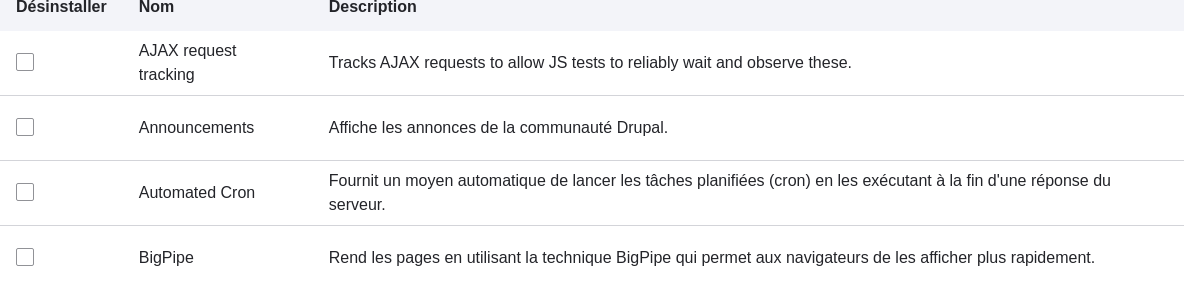 Désinstaller Nom Description
AJAX request
tracking
Tracks AJAX requests to allow JS tests to reliably wait and observe these.
Announcements
Affiche les annonces de la communauté Drupal.
Automated Cron
Fournit un moyen automatique de lancer les tâches planifiées (cron) en les exécutant à la fin d'une réponse du
serveur.
BigPipe
Rend les pages en utilisant la technique BigPipe qui permet aux navigateurs de les afficher plus rapidement.